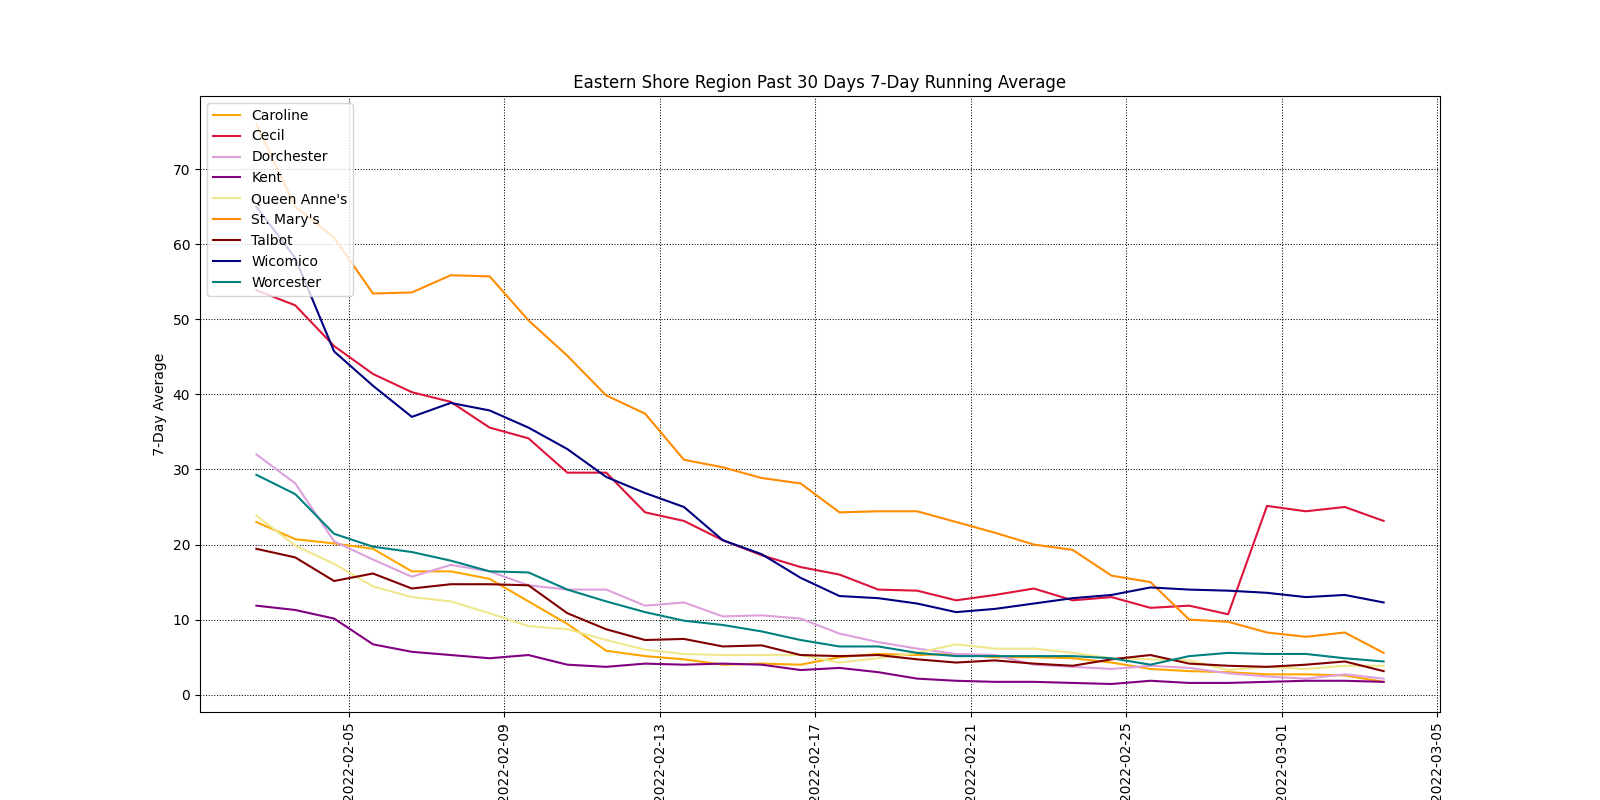 Eastern Shore Region Past 30 Days 7-Day Running Average
Caroline
Cecil
Dorchester
Kent
Queen Anne's
St. Mary's
Talbot
Wicomico
Worcester
70
60
50
40
30
20
10
0
7-Day Average
2022-02-05
2022-02-09
2022-02-13
2022-02-17
2022-02-21
2022-02-25
2022-03-01
2022-03-05